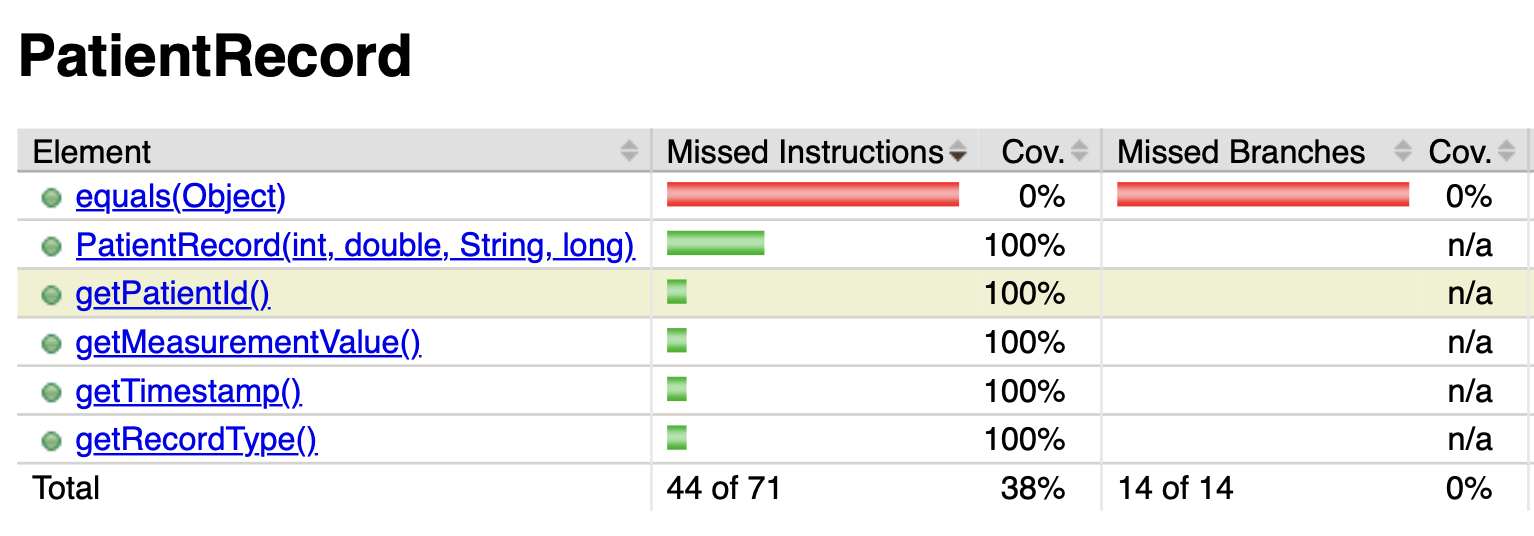 PatientRecord
Element Missed Instructions Cov. Missed Branches Cov.
equals(Object) 0% 0%
PatientRecord(int, double, String, long) 100% n/a
getPatientId() 100% n/a
getMeasurementValue() 100% n/a
getTimestamp() 100% n/a
getRecordType() 100% n/a
Total 44 of 71 38% 14 of 14 0%